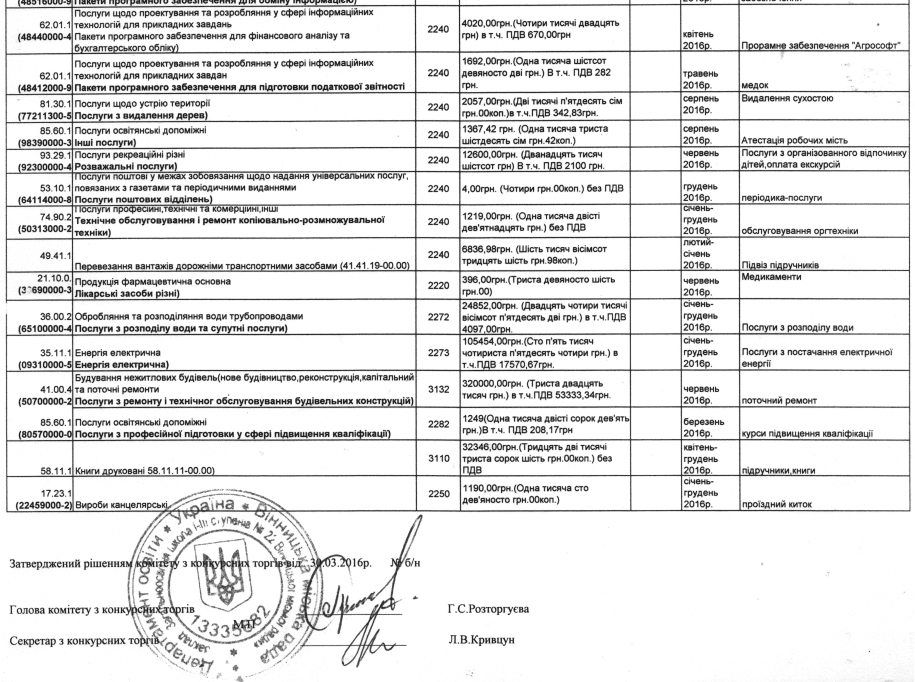 (48516000-9 Пакети програмного забезпечення для обміну інформацією) 2016р. забезпечення
62.01.1 Послуги щодо проектування та розробляння у сфері інформаційних
технологій для прикладних завдань
(48440000-4 Пакети програмного забезпечення для фінансового аналізу та
бухгалтерського обліку) 2240 4020,00грн.(Чотири тисячі двадцять
грн) в т.ч. ПДВ 670,00грн квітень
2016р. Прорамне забезпечення "Агрософт"
62.01.1 Послуги щодо проектування та розробляння у сфері інформаційних
технологій для прикладних завдан
(48412000-9 Пакети програмного забезпечення для підготовки податкової звітності 2240 1692,00грн.(Одна тисяча шістсот
девяносто дві грн.) В т.ч. ПДВ 282
грн. травень
2016р. медок
81.30.1 Послуги щодо устрію території
(77211300-5 Послуги з видалення дерев) 2240 2057,00грн.(Дві тисячі п'ятдесять сім
грн.00коп.)в т.ч.ПДВ 342,83грн. серпень
2016р. Видалення сухостою
85.60.1 Послуги освітянські допоміжні
(98390000-3 Інші послуги) 2240 1367,42 грн. (Одна тисяча триста
шістдесять сім грн.42коп.) серпень
2016р. Атестація робочих мість
93.29.1 Послуги рекреаційні різні
(92300000-4 Розважальні послуги) 2240 12600,00грн. (Дванадцять тисяч
шістсот грн) В т.ч. ПДВ 2100 грн. червень
2016р. Послуги з організованного відпочинку
дітей,оплата екскурсій
53.10.1 Послуги поштові у межах зобовязання щодо надання універсальних послуг,
повязаних з газетами та періодичними виданнями
(64114000-8 Послуги поштових відділень) 2240 4,00грн. (Чотири грн.00коп.) без ПДВ грудень
2016р. періодика-послуги
74.90.2 Послуги професійні,технічні та комерційні,інші
Технічне обслуговування і ремонт копіювально-розмножувальної
(50313000-2 техніки) 2240 1219,00грн. (Одна тисяча двісті
дев'ятнадцять грн.) без ПДВ січень-
грудень
2016р. обслуговування оргтехніки
49.41.1 Перевезання вантажів дорожніми транспортними засобами (41.41.19-00.00) 2240 6836,98грн. (Шість тисяч вісімсот
тридцять шість грн.98коп.) лютий-
січень
2016р. Підвіз підручників
21.10.0. Продукція фармацевтична основна
690000-3 Лікарські засоби різні) 2220 396,00грн.(Триста девяносто шість
грн.00) червень
2016р. Медикаменти
36.00.2 Обробляння та розподіляння води трубопроводами
(65100000-4 Послуги з розподілу води та супутні послуги) 2272 24852,00грн. (Двадцять чотири тисячі
вісімсот п'ятдесять дві грн.) в т.ч.ПДВ
4097,00грн. січень-
грудень
2016р. Послуги з розподілу води
35.11.1 Енергія електрична
(09310000-5 Енергія електрична) 2273 105454,00грн.(Сто п'ять тисяч
чотириста п'ятдесять чотири грн.) в
т.ч.ПДВ 17570,67грн. січень-
грудень
2016р. Послуги з постачання електричної
енергії
41.00.4 Будування нежитлових будівель(нове будівництво,реконструкція,капітальний
та поточні ремонти
(50700000-2 Послуги з ремонту і технічног обслуговування будівельних конструкцій) 3132 320000,00грн. (Триста двадцять
тисяч грн.) в т.ч.ПДВ 53333,34грн. червень
2016р. поточний ремонт
85.60.1 Послуги освітянські допоміжні
(80570000-0 Послуги з професійної підготовки у сфері підвищення кваліфікації) 2282 1249(Одна тисяча двісті сорок дев'ять
грн.)В т.ч. ПДВ 208,17грн березень
2016р. курси підвищення кваліфікації
58.11.1 Книги друковані 58.11.11-00.00) 3110 32346,00грн.(Тридцять дві тисячі
триста сорок шість грн.00коп.) без
ПДВ квітень-
грудень
2016р. підручники,книги
17.23.1
(22459000-2) Вироби канцелярські 2250 1190,00грн.(Одна тисяча сто
дев'яносто грн.00коп.) січень-
грудень
2016р. проїздний киток
Затверджений рішенням комітету з конкурсних торгів від 30.03.2016р. № б/н
Голова комітету з конкурсних торгів Г.С.Розторгуєва
МП
Секретар з конкурсних торгів Л.В.Кривцун
Україна * Вінницька міська рада * Департамент освіти *
13335682